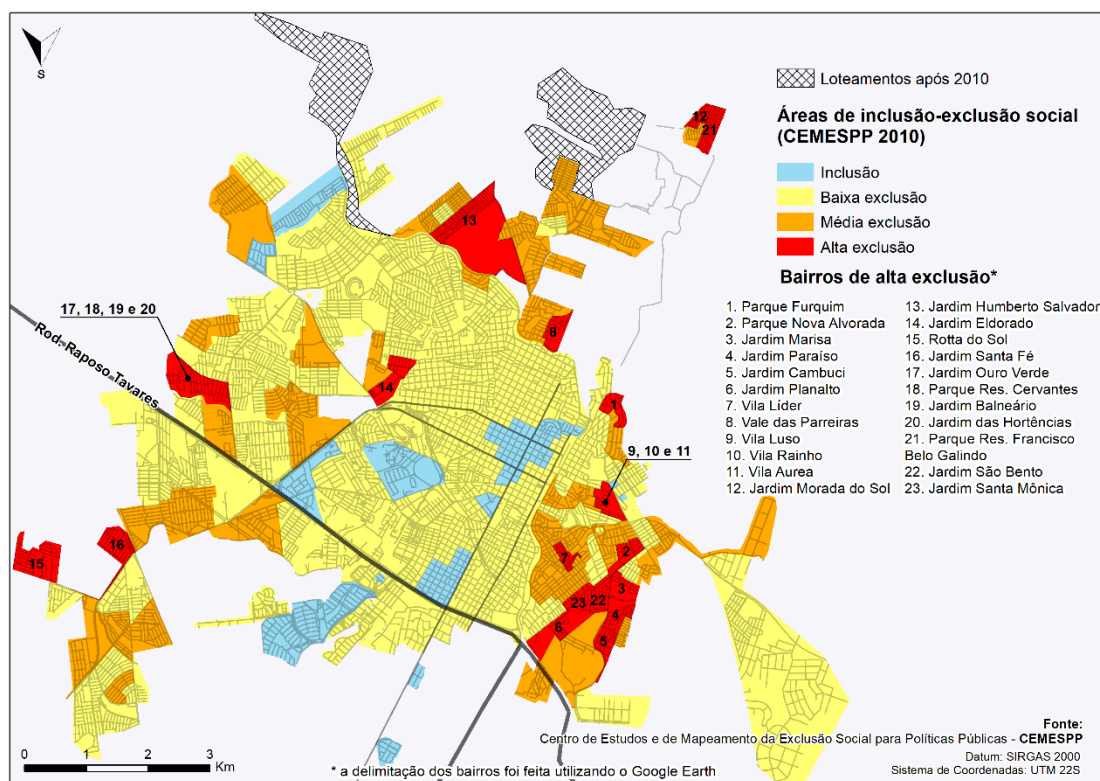 S
Loteamentos após 2010
Áreas de inclusão-exclusão social
(CEMESPP 2010)
Inclusão
Baixa exclusão
Média exclusão
Alta exclusão
Bairros de alta exclusão*
1. Parque Furquim
2. Parque Nova Alvorada
3. Jardim Marisa
4. Jardim Paraíso
5. Jardim Cambuci
6. Jardim Planalto
7. Vila Líder
8. Vale das Parreiras
9. Vila Luso
10. Vila Rainho
11. Vila Aurea
12. Jardim Morada do Sol
13. Jardim Humberto Salvador
14. Jardim Eldorado
15. Rotta do Sol
16. Jardim Santa Fé
17. Jardim Ouro Verde
18. Parque Res. Cervantes
19. Jardim Balneário
20. Jardim das Hortências
21. Parque Res. Francisco
Belo Galindo
22. Jardim São Bento
23. Jardim Santa Mônica
12
21
13
17, 18, 19 e 20
8
Rod. Raposo Tavares
14
1
9, 10 e 11
16
15
7
2
3
23
22
4
6
5
0 1 2 3
Km
Fonte:
Centro de Estudos e de Mapeamento da Exclusão Social para Políticas Públicas - CEMESPP
Datum: SIRGAS 2000
Sistema de Coordenadas: UTM 22S
* a delimitação dos bairros foi feita utilizando o Google Earth